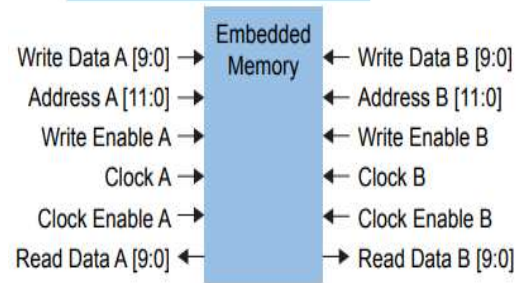 Embedded
Memory
Write Data A [9:0]
Address A [11:0]
Write Enable A
Clock A
Clock Enable A
Read Data A [9:0]
Write Data B [9:0]
Address B [11:0]
Write Enable B
Clock B
Clock Enable B
Read Data B [9:0]